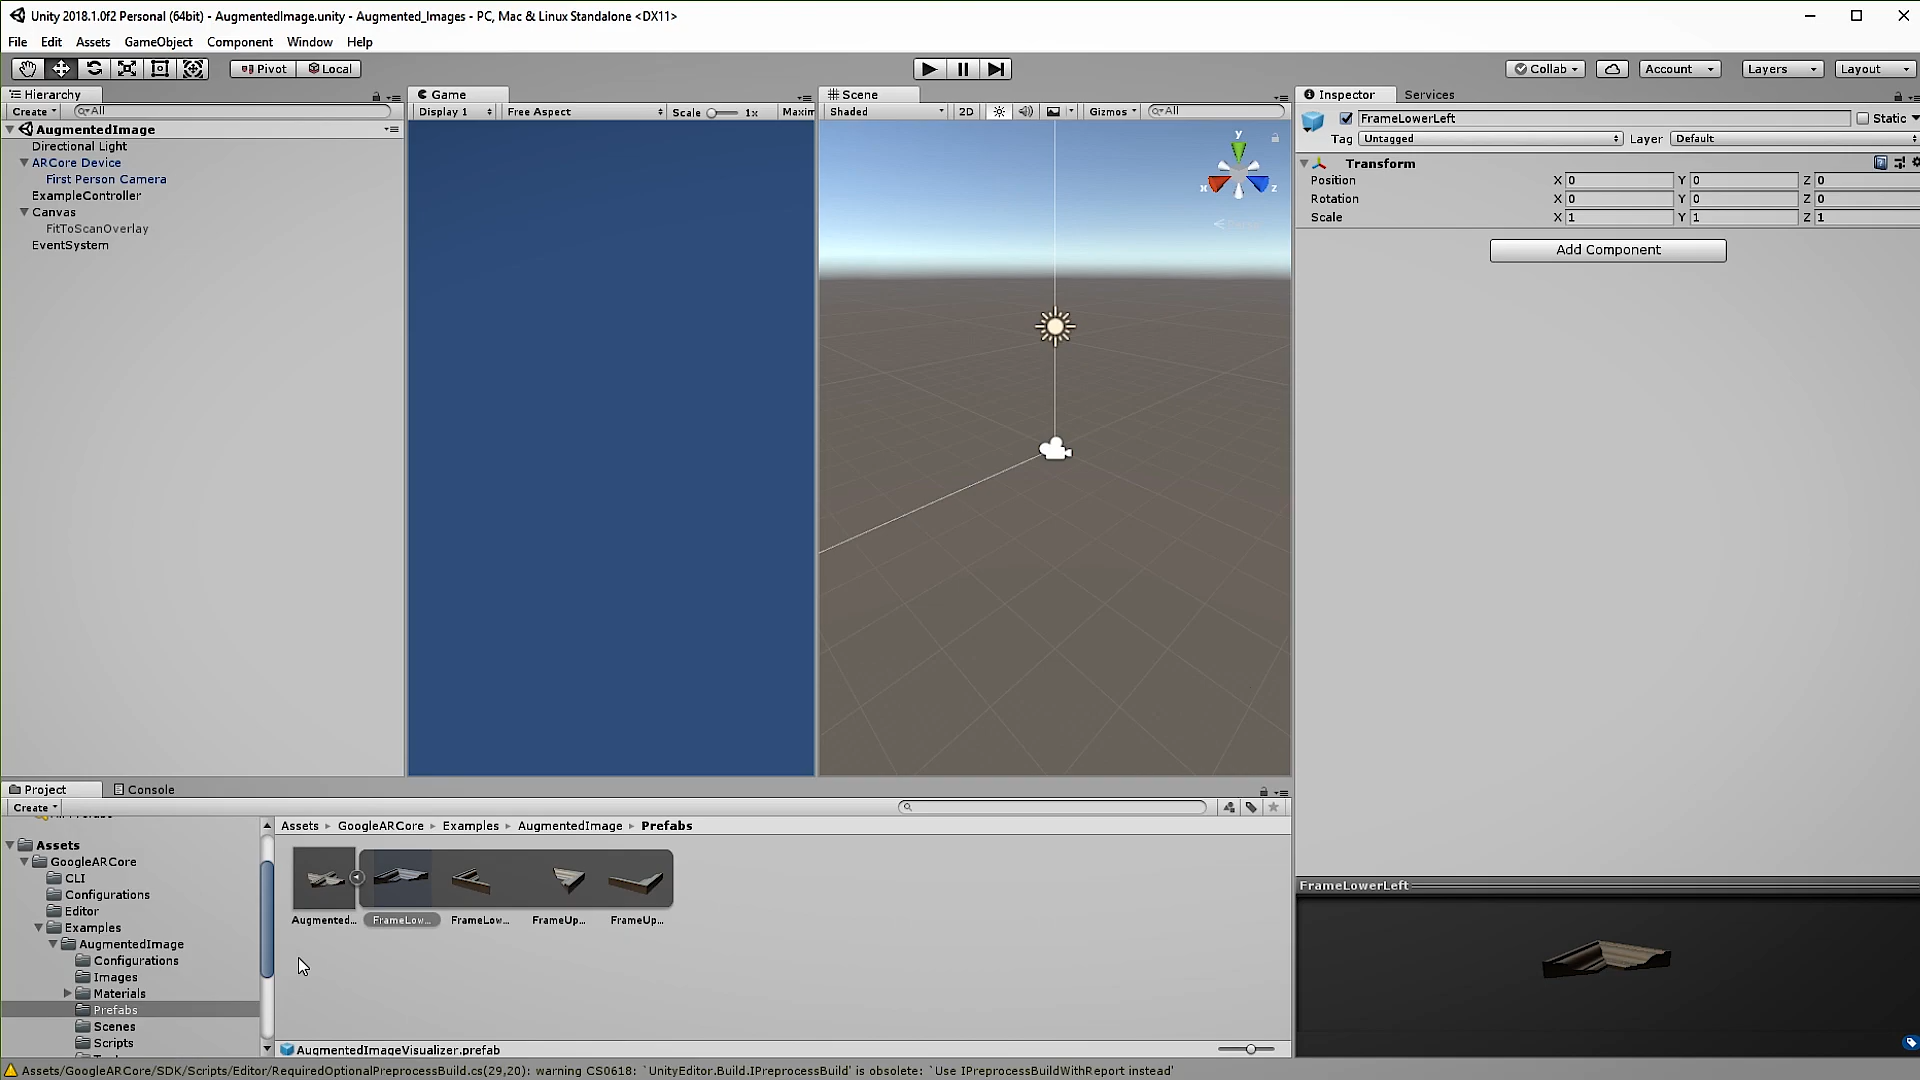 Unity 2018.1.0f2 Personal (64bit) - AugmentedImage.unity - Augmented_Images - PC, Mac & Linux Standalone <DX11>
File Edit Assets GameObject Component Window Help
Pivot Local Collab Account Layers Layout
Hierarchy
Create All
AugmentedImage
Directional Light
ARCore Device
First Person Camera
ExampleController
Canvas
FitToScanOverlay
EventSystem
Game
Display 1 Free Aspect Scale 1x Maxim
Scene
Shaded 2D Gizmos All
y
x z
Inspector Services
FrameLowerLeft Static
Tag Untagged Layer Default
Transform
Position X 0 Y 0 Z 0
Rotation X 0 Y 0 Z 0
Scale X 1 Y 1 Z 1
Add Component
Project Console
Create
Assets
GoogleARCore
CLI
Configurations
Editor
Examples
AugmentedImage
Configurations
Images
Materials
Prefabs
Scenes
Scripts
Assets GoogleARCore Examples AugmentedImage Prefabs
Augmented... FrameLow... FrameLow... FrameUp... FrameUp...
AugmentedImageVisualizer.prefab
FrameLowerLeft
Assets/GoogleARCore/SDK/Scripts/Editor/RequiredOptionalPreprocessBuild.cs(29,20): warning CS0618: `UnityEditor.Build.IPreprocessBuild' is obsolete: `Use IPreprocessBuildWithReport instead'